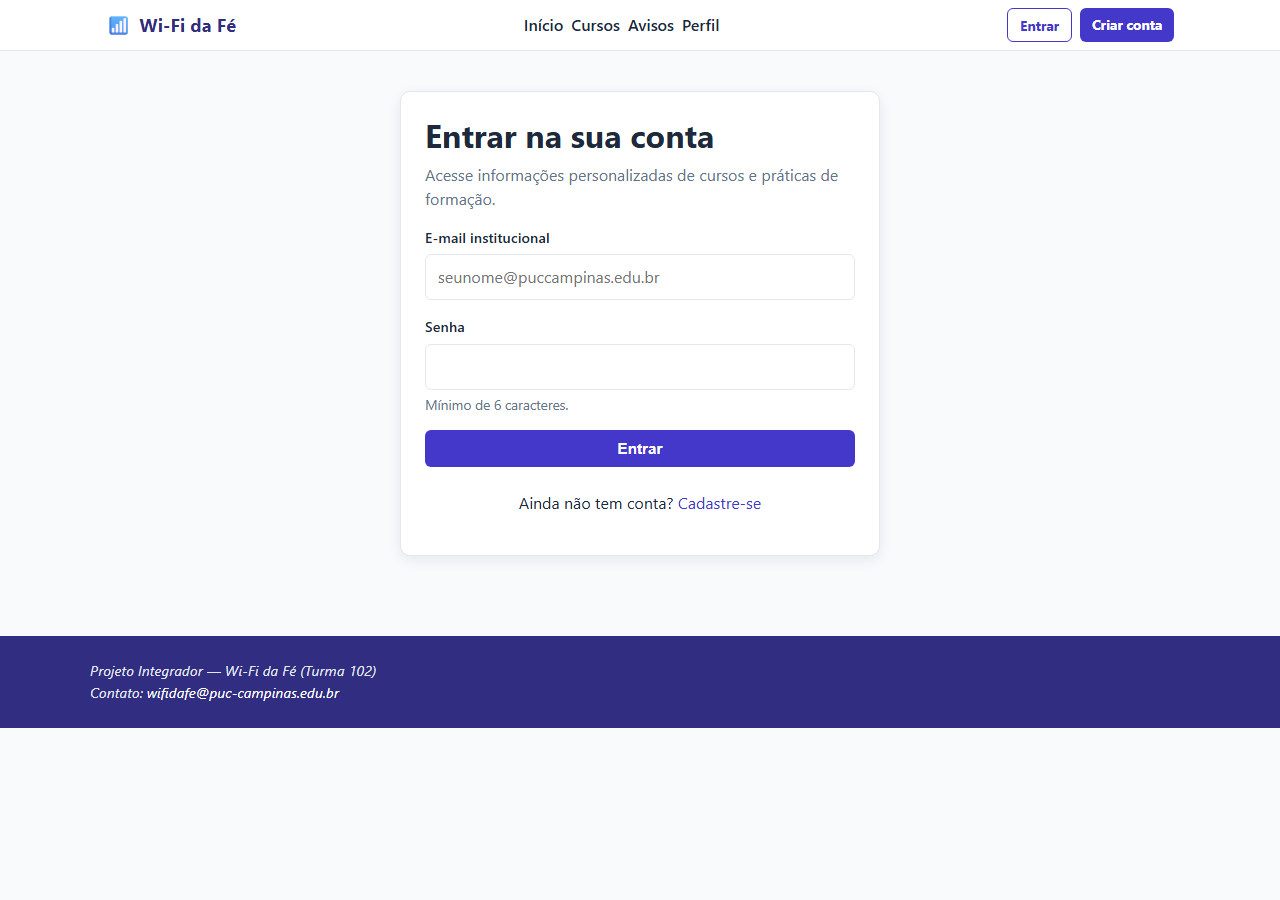 Wi-Fi da Fé
Início Cursos Avisos Perfil
Entrar
Criar conta
Entrar na sua conta
Acesse informações personalizadas de cursos e práticas de
formação.
E-mail institucional
seunome@puccampinas.edu.br
Senha
Mínimo de 6 caracteres.
Entrar
Ainda não tem conta? Cadastre-se
Projeto Integrador — Wi-Fi da Fé (Turma 102)
Contato: wifidafe@puc-campinas.edu.br